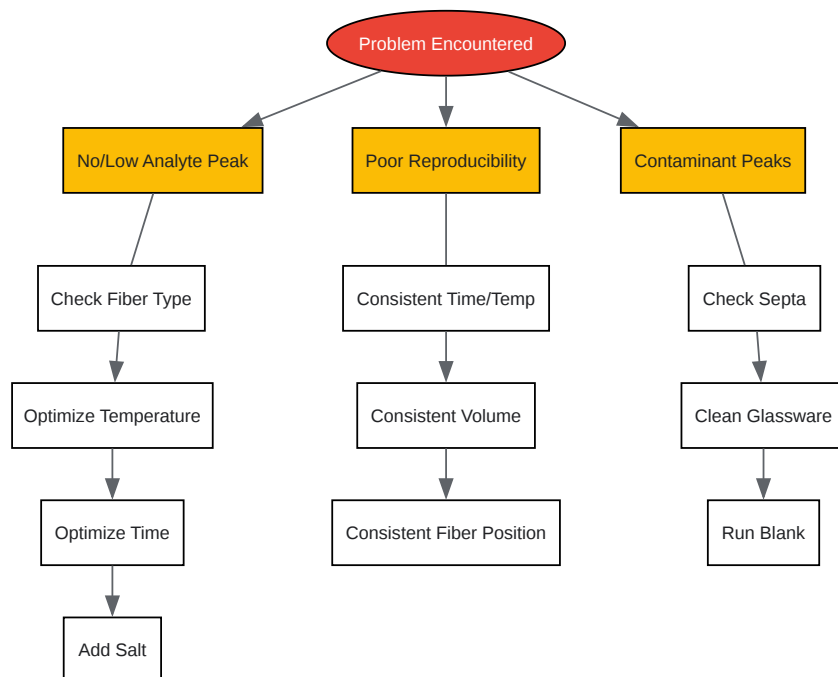 Problem Encountered
No/Low Analyte Peak
Poor Reproducibility
Contaminant Peaks
Check Fiber Type
Consistent Time/Temp
Check Septa
Optimize Temperature
Consistent Volume
Clean Glassware
Optimize Time
Consistent Fiber Position
Run Blank
Add Salt